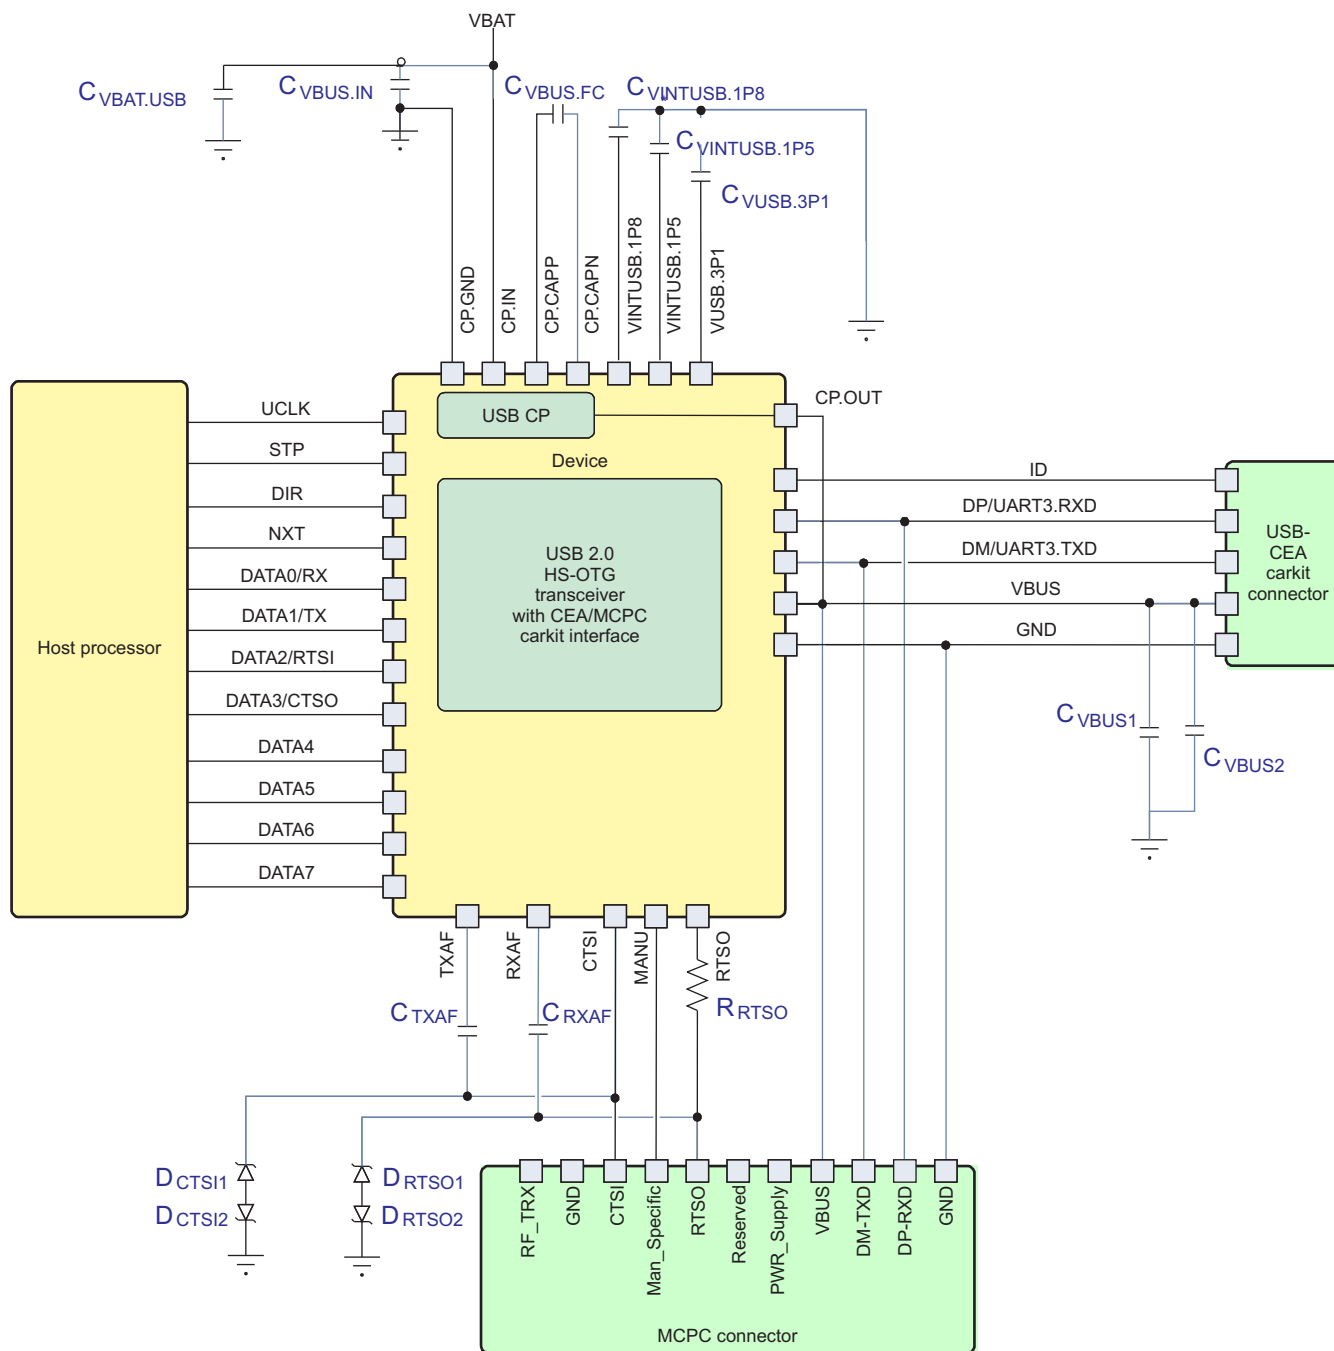 VBAT
CVBAT.USB
CVBUS.IN
CVBUS.FC
CVINTUSB.1P8
CVINTUSB.1P5
CVUSB.3P1
CP.GND
CP.IN
CP.CAPP
CP.CAPN
VINTUSB.1P8
VINTUSB.1P5
VUSB.3P1
Host processor
UCLK
STP
DIR
NXT
DATA0/RX
DATA1/TX
DATA2/RTSI
DATA3/CTSO
DATA4
DATA5
DATA6
DATA7
USB CP
Device
USB 2.0
HS-OTG
transceiver
with CEA/MCPC
carkit interface
CP.OUT
ID
DP/UART3.RXD
DM/UART3.TXD
VBUS
GND
USB-
CEA
carkit
connector
CVBUS1
CVBUS2
TXAF
RXAF
CTSI
MANU
RTSO
CTXAF
CRXAF
RRTSO
DCTSI1
DCTSI2
DRTSO1
DRTSO2
RF_TRX
GND
CTSI
Man_Specific
RTSO
Reserved
PWR_Supply
VBUS
DM-TXD
DP-RXD
GND
MCPC connector